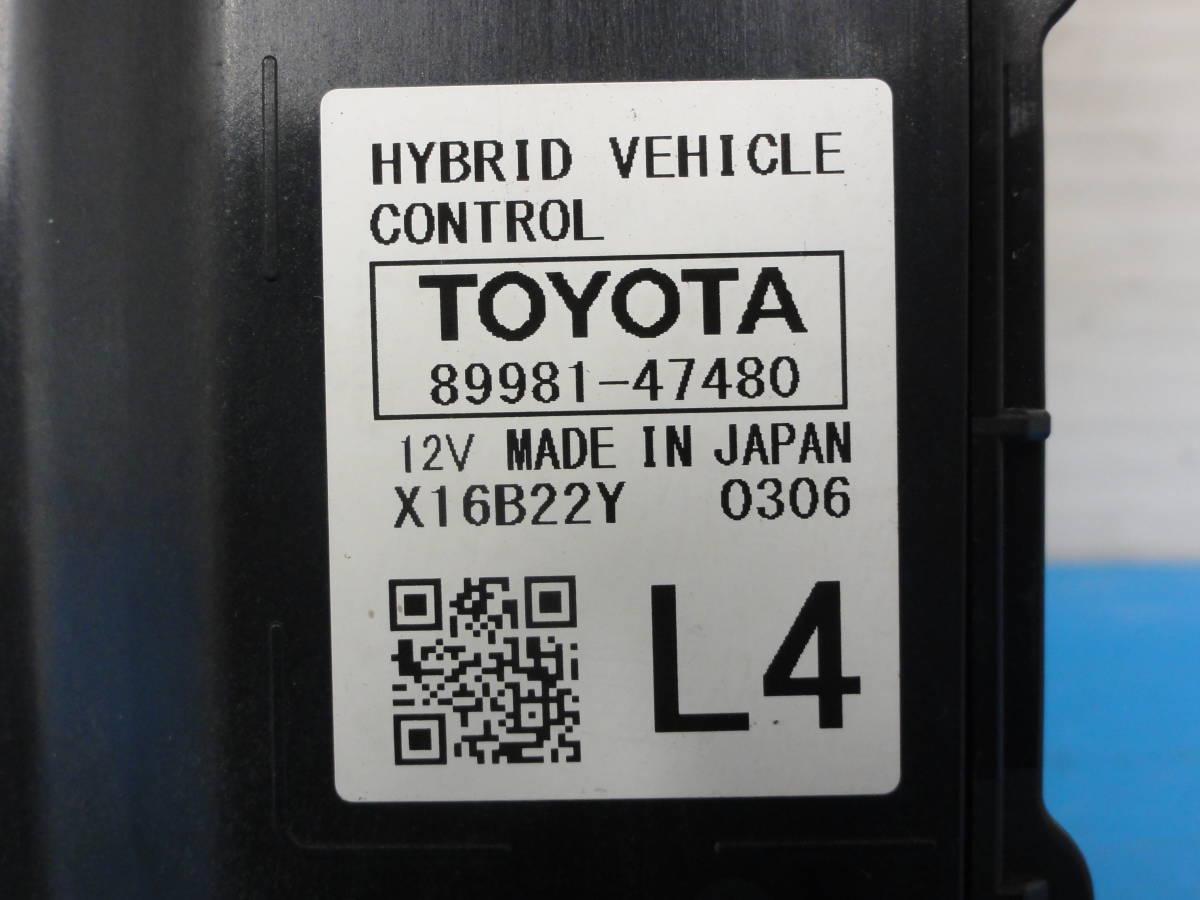 HYBRID VEHICLE
CONTROL
TOYOTA
89981-47480
12V MADE IN JAPAN
X16B22Y 0306
L4